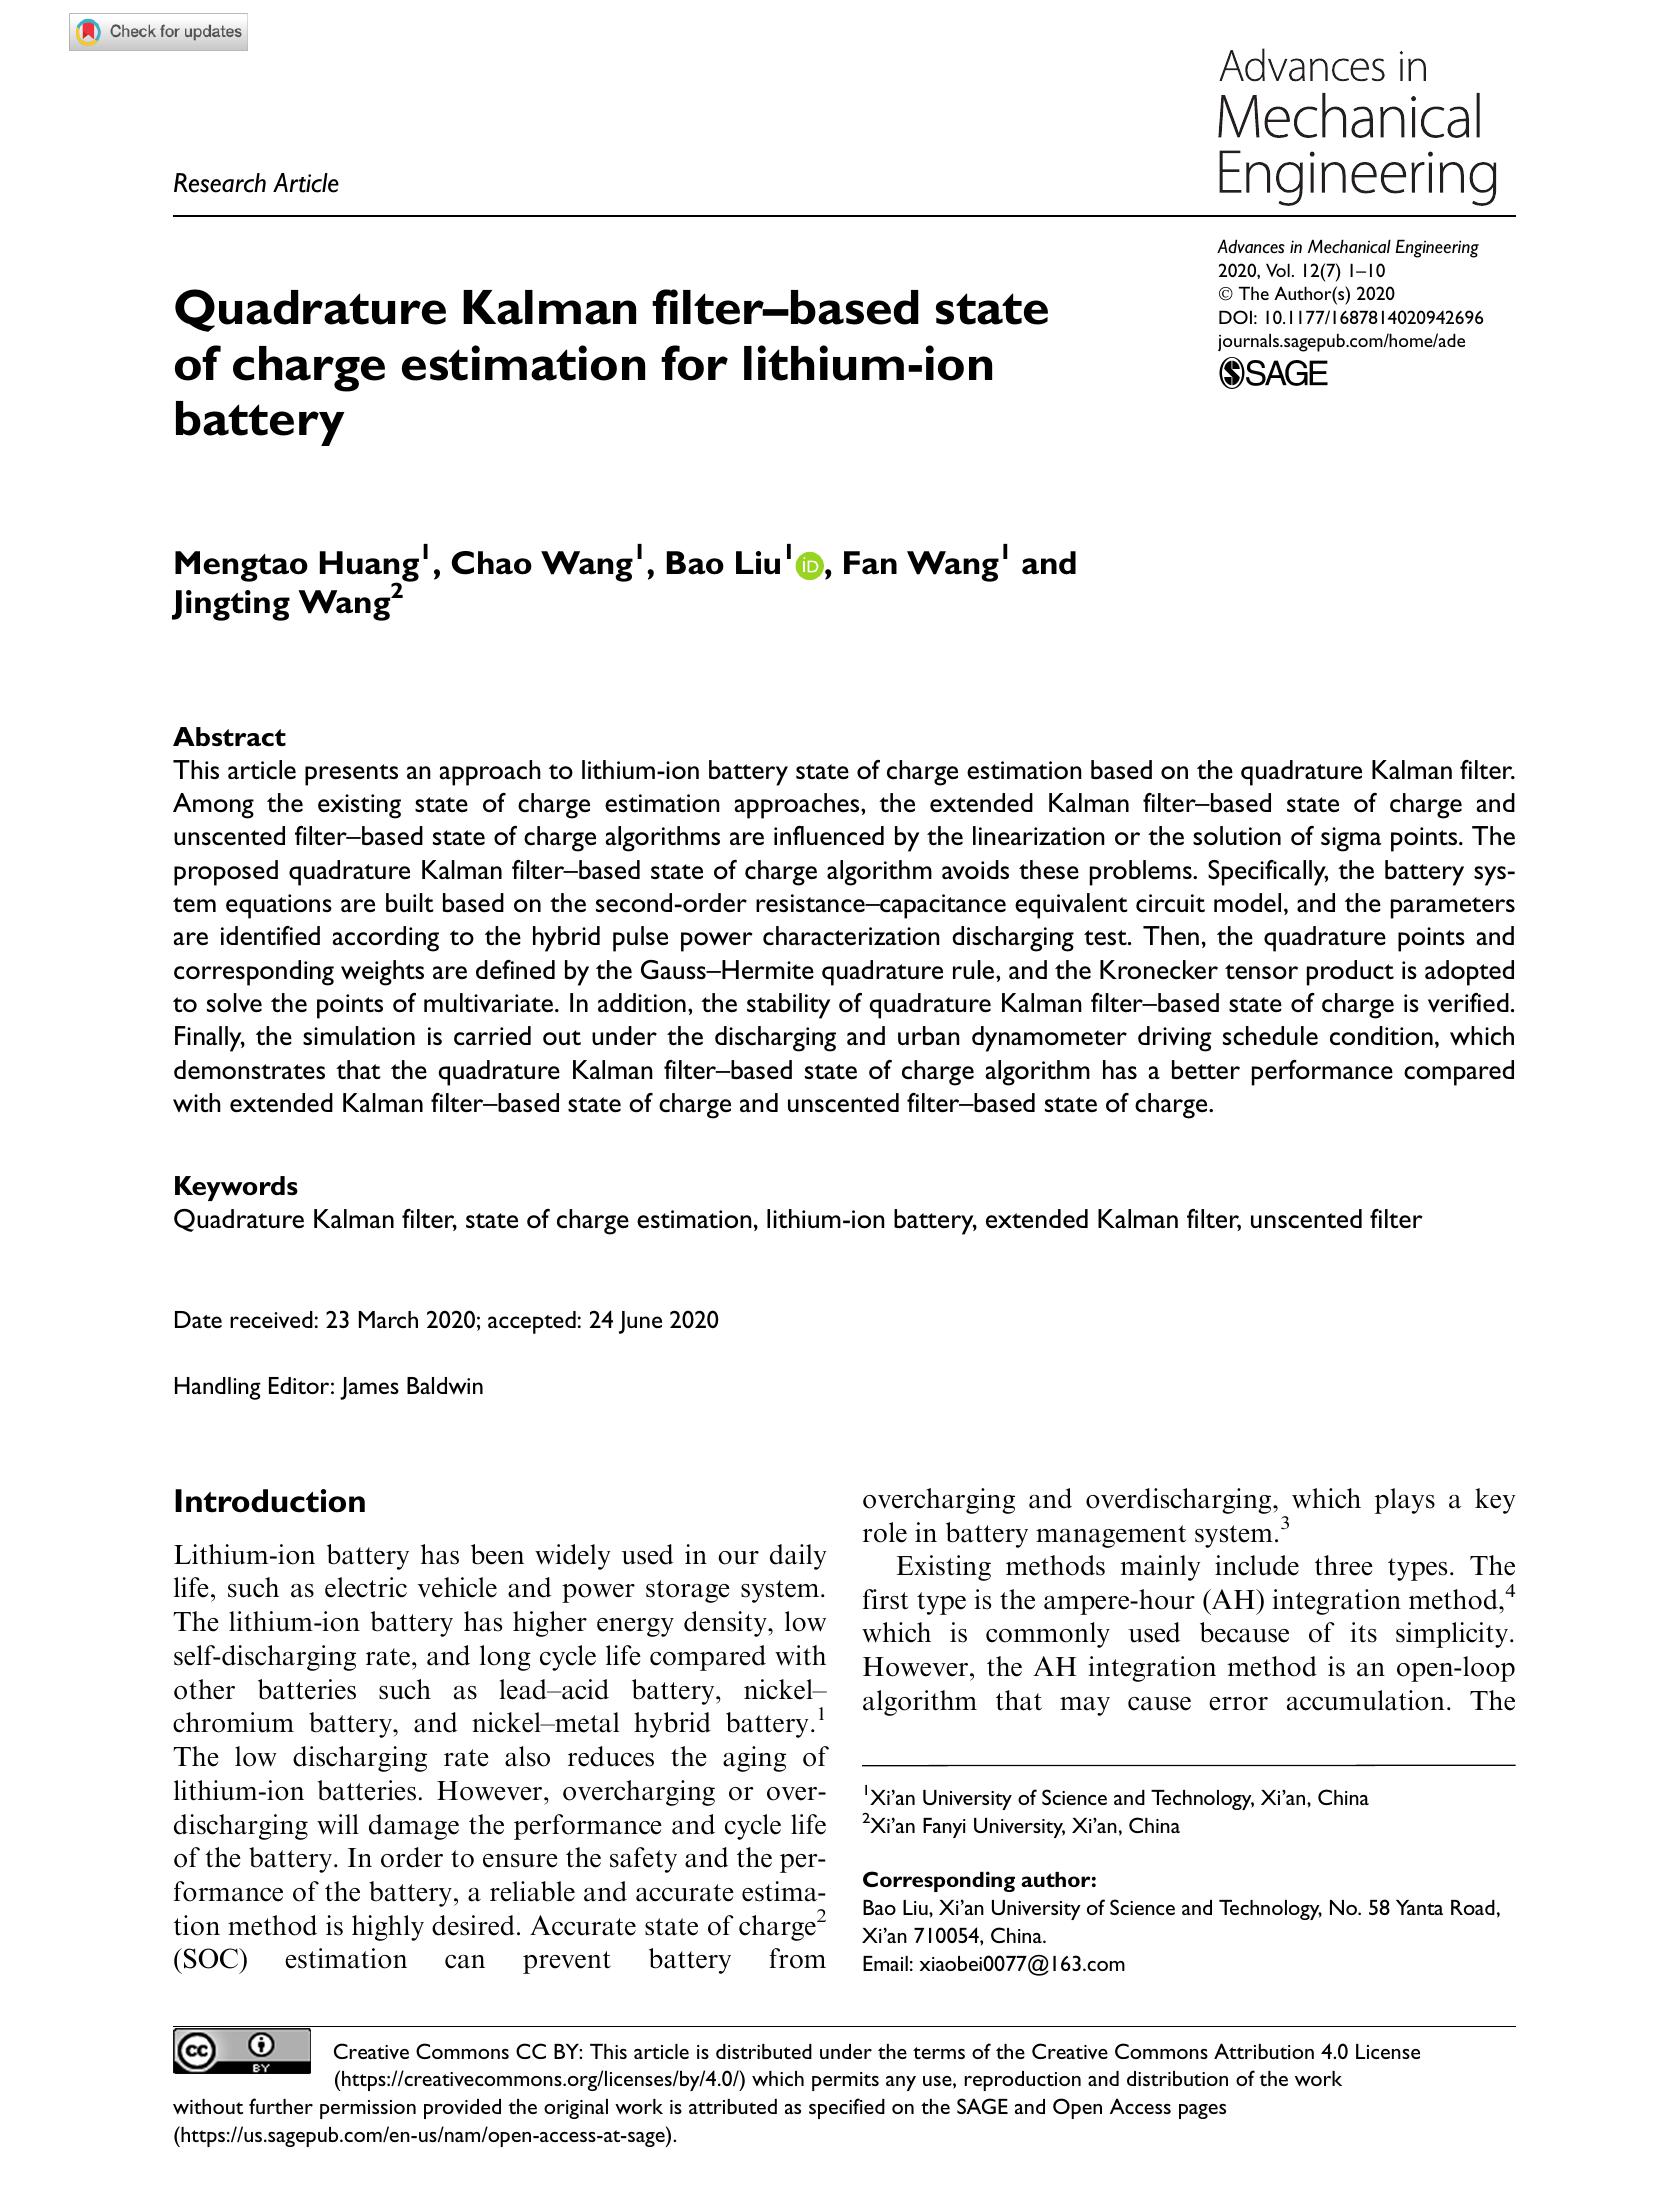 Check for updates
Advances in
Mechanical
Engineering
Research Article
Advances in Mechanical Engineering
2020, Vol. 12(7) 1–10
© The Author(s) 2020
DOI: 10.1177/1687814020942696
journals.sagepub.com/home/ade
SAGE
Quadrature Kalman filter–based state
of charge estimation for lithium-ion
battery
Mengtao Huang1, Chao Wang1, Bao Liu1 iD, Fan Wang1 and
Jingting Wang2
Abstract
This article presents an approach to lithium-ion battery state of charge estimation based on the quadrature Kalman filter.
Among the existing state of charge estimation approaches, the extended Kalman filter–based state of charge and
unscented filter–based state of charge algorithms are influenced by the linearization or the solution of sigma points. The
proposed quadrature Kalman filter–based state of charge algorithm avoids these problems. Specifically, the battery sys-
tem equations are built based on the second-order resistance–capacitance equivalent circuit model, and the parameters
are identified according to the hybrid pulse power characterization discharging test. Then, the quadrature points and
corresponding weights are defined by the Gauss–Hermite quadrature rule, and the Kronecker tensor product is adopted
to solve the points of multivariate. In addition, the stability of quadrature Kalman filter–based state of charge is verified.
Finally, the simulation is carried out under the discharging and urban dynamometer driving schedule condition, which
demonstrates that the quadrature Kalman filter–based state of charge algorithm has a better performance compared
with extended Kalman filter–based state of charge and unscented filter–based state of charge.
Keywords
Quadrature Kalman filter, state of charge estimation, lithium-ion battery, extended Kalman filter, unscented filter
Date received: 23 March 2020; accepted: 24 June 2020
Handling Editor: James Baldwin
Introduction
Lithium-ion battery has been widely used in our daily
life, such as electric vehicle and power storage system.
The lithium-ion battery has higher energy density, low
self-discharging rate, and long cycle life compared with
other batteries such as lead–acid battery, nickel–
chromium battery, and nickel–metal hybrid battery.1
The low discharging rate also reduces the aging of
lithium-ion batteries. However, overcharging or over-
discharging will damage the performance and cycle life
of the battery. In order to ensure the safety and the per-
formance of the battery, a reliable and accurate estima-
tion method is highly desired. Accurate state of charge2
(SOC) estimation can prevent battery from
overcharging and overdischarging, which plays a key
role in battery management system.3
Existing methods mainly include three types. The
first type is the ampere-hour (AH) integration method,4
which is commonly used because of its simplicity.
However, the AH integration method is an open-loop
algorithm that may cause error accumulation. The
1Xi'an University of Science and Technology, Xi'an, China
2Xi'an Fanyi University, Xi'an, China
Corresponding author:
Bao Liu, Xi'an University of Science and Technology, No. 58 Yanta Road,
Xi'an 710054, China.
Email: xiaobei0077@163.com
cc BY
Creative Commons CC BY: This article is distributed under the terms of the Creative Commons Attribution 4.0 License
(https://creativecommons.org/licenses/by/4.0/) which permits any use, reproduction and distribution of the work
without further permission provided the original work is attributed as specified on the SAGE and Open Access pages
(https://us.sagepub.com/en-us/nam/open-access-at-sage).